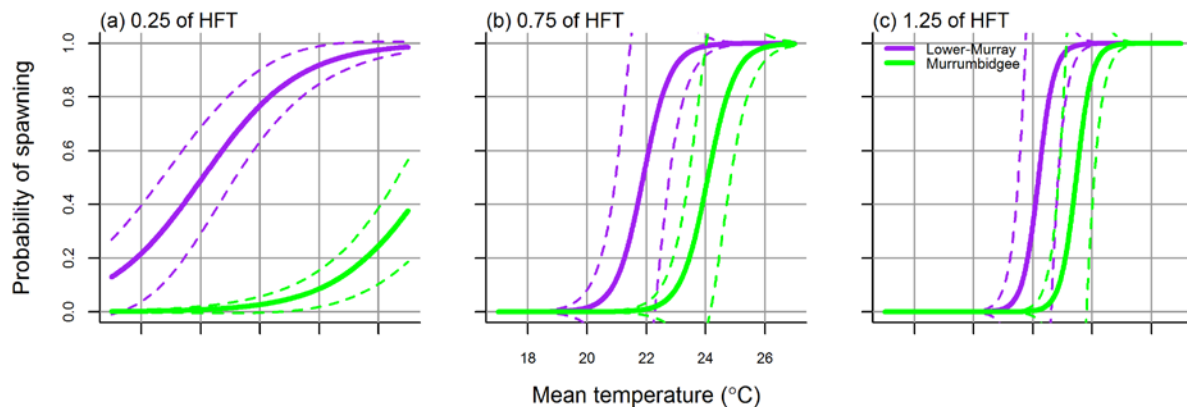 (a) 0.25 of HFT
(b) 0.75 of HFT
(c) 1.25 of HFT
Probability of spawning
1.0
0.8
0.6
0.4
0.2
0.0
Lower-Murray
Murrumbidgee
18 20 22 24 26
Mean temperature (°C)